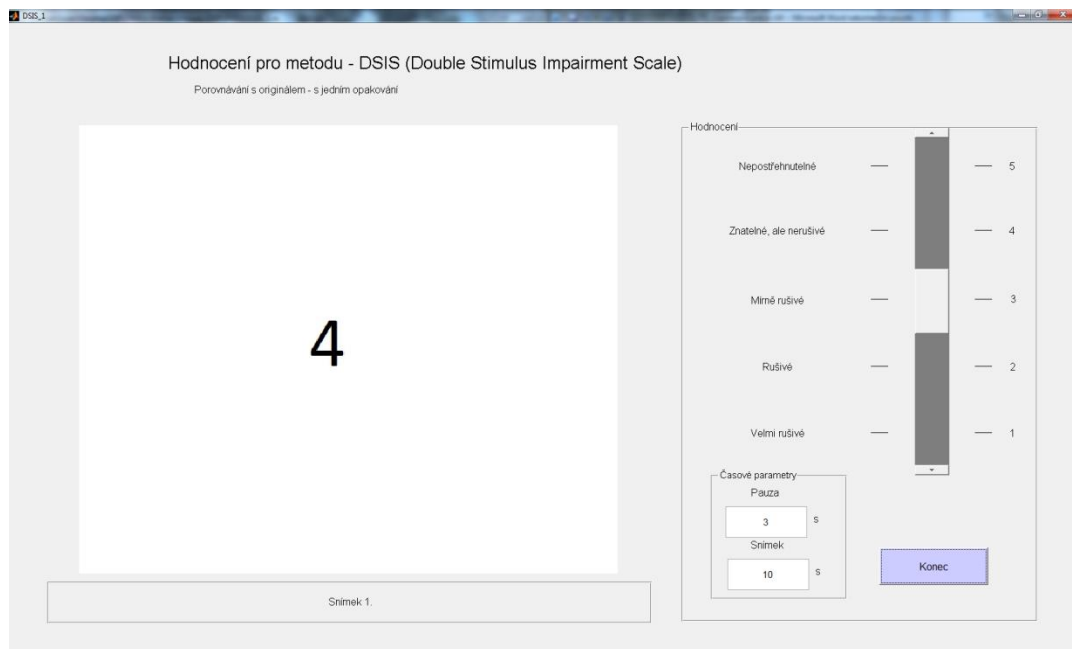 DSIS_1
Hodnocení pro metodu - DSIS (Double Stimulus Impairment Scale)
Porovnávání s originálem - s jedním opakování
4
Snímek 1.
Hodnocení
Nepostřehnutelné — — 5
Znatelné, ale nerušivé — — 4
Mírně rušivé — — 3
Rušivé — — 2
Velmi rušivé — — 1
Časové parametry
Pauza
3 s
Snímek
10 s
Konec